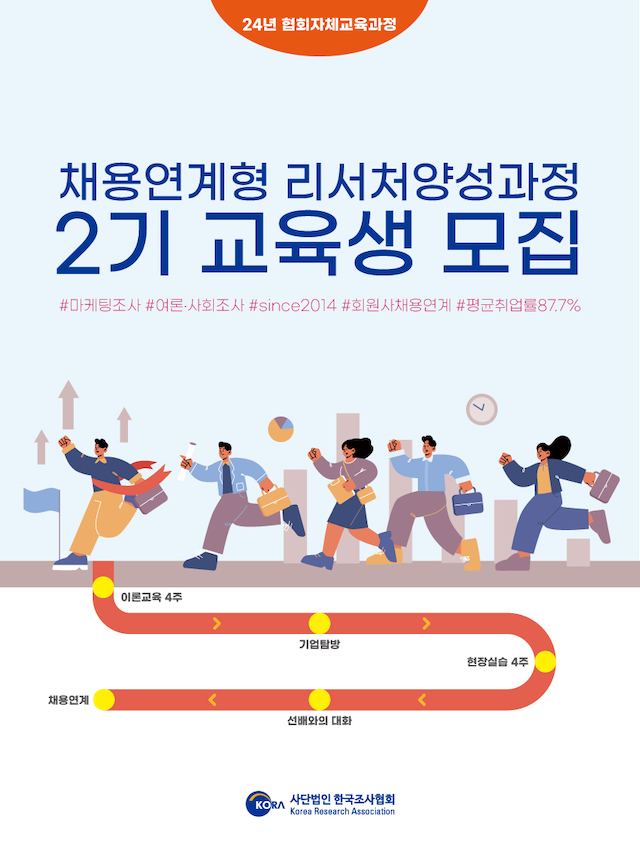 24년 협회자체교육과정
채용연계형 리서처양성과정
2기 교육생 모집
#마케팅조사 #여론·사회조사 #since2014 #회원사채용연계 #평균취업률87.7%
이론교육 4주
기업탐방
현장실습 4주
채용연계
선배와의 대화
KORA 사단법인 한국조사협회
Korea Research Association